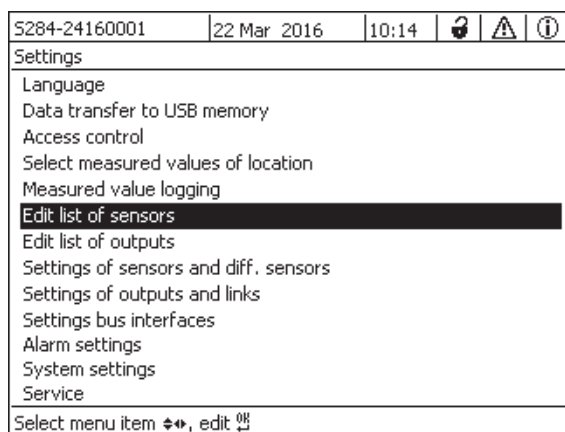 S284-24160001 22 Mar 2016 10:14
Settings
Language
Data transfer to USB memory
Access control
Select measured values of location
Measured value logging
Edit list of sensors
Edit list of outputs
Settings of sensors and diff. sensors
Settings of outputs and links
Settings bus interfaces
Alarm settings
System settings
Service
Select menu item, edit OK